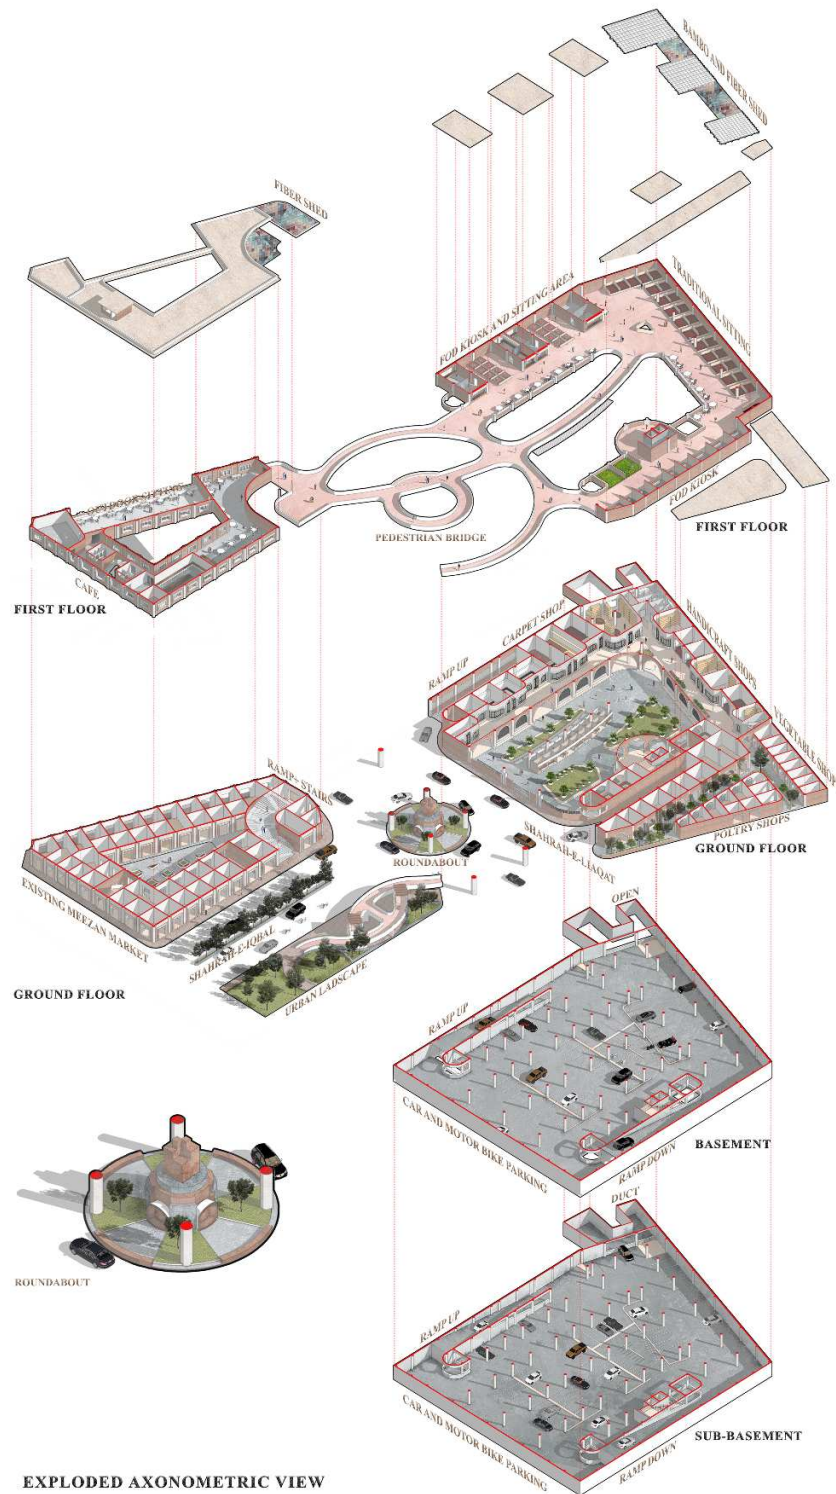 BAMBO AND FIBER SHED
FIBER SHED
FOD KIOSK AND SITTING AREA
TRADITIONAL SITTING
SITTING
FOD KIOSK
FIRST FLOOR
PEDESTRIAN BRIDGE
CAFE
FIRST FLOOR
CARPET SHOP
RAMP UP
HANDICRAFT SHOPS
VEGETABLE SHOP
RAMP+ STAIRS
POLTRY SHOPS
GROUND FLOOR
SHAHRAH-E-LIAQAT
ROUNDABOUT
EXISTING MEEZAN MARKET
SHAHRAH-E-IQBAL
URBAN LADSCAPE
GROUND FLOOR
OPEN
RAMP UP
CAR AND MOTOR BIKE PARKING
RAMP DOWN
BASEMENT
DUCT
ROUNDABOUT
RAMP UP
CAR AND MOTOR BIKE PARKING
RAMP DOWN
SUB-BASEMENT
EXPLODED AXONOMETRIC VIEW